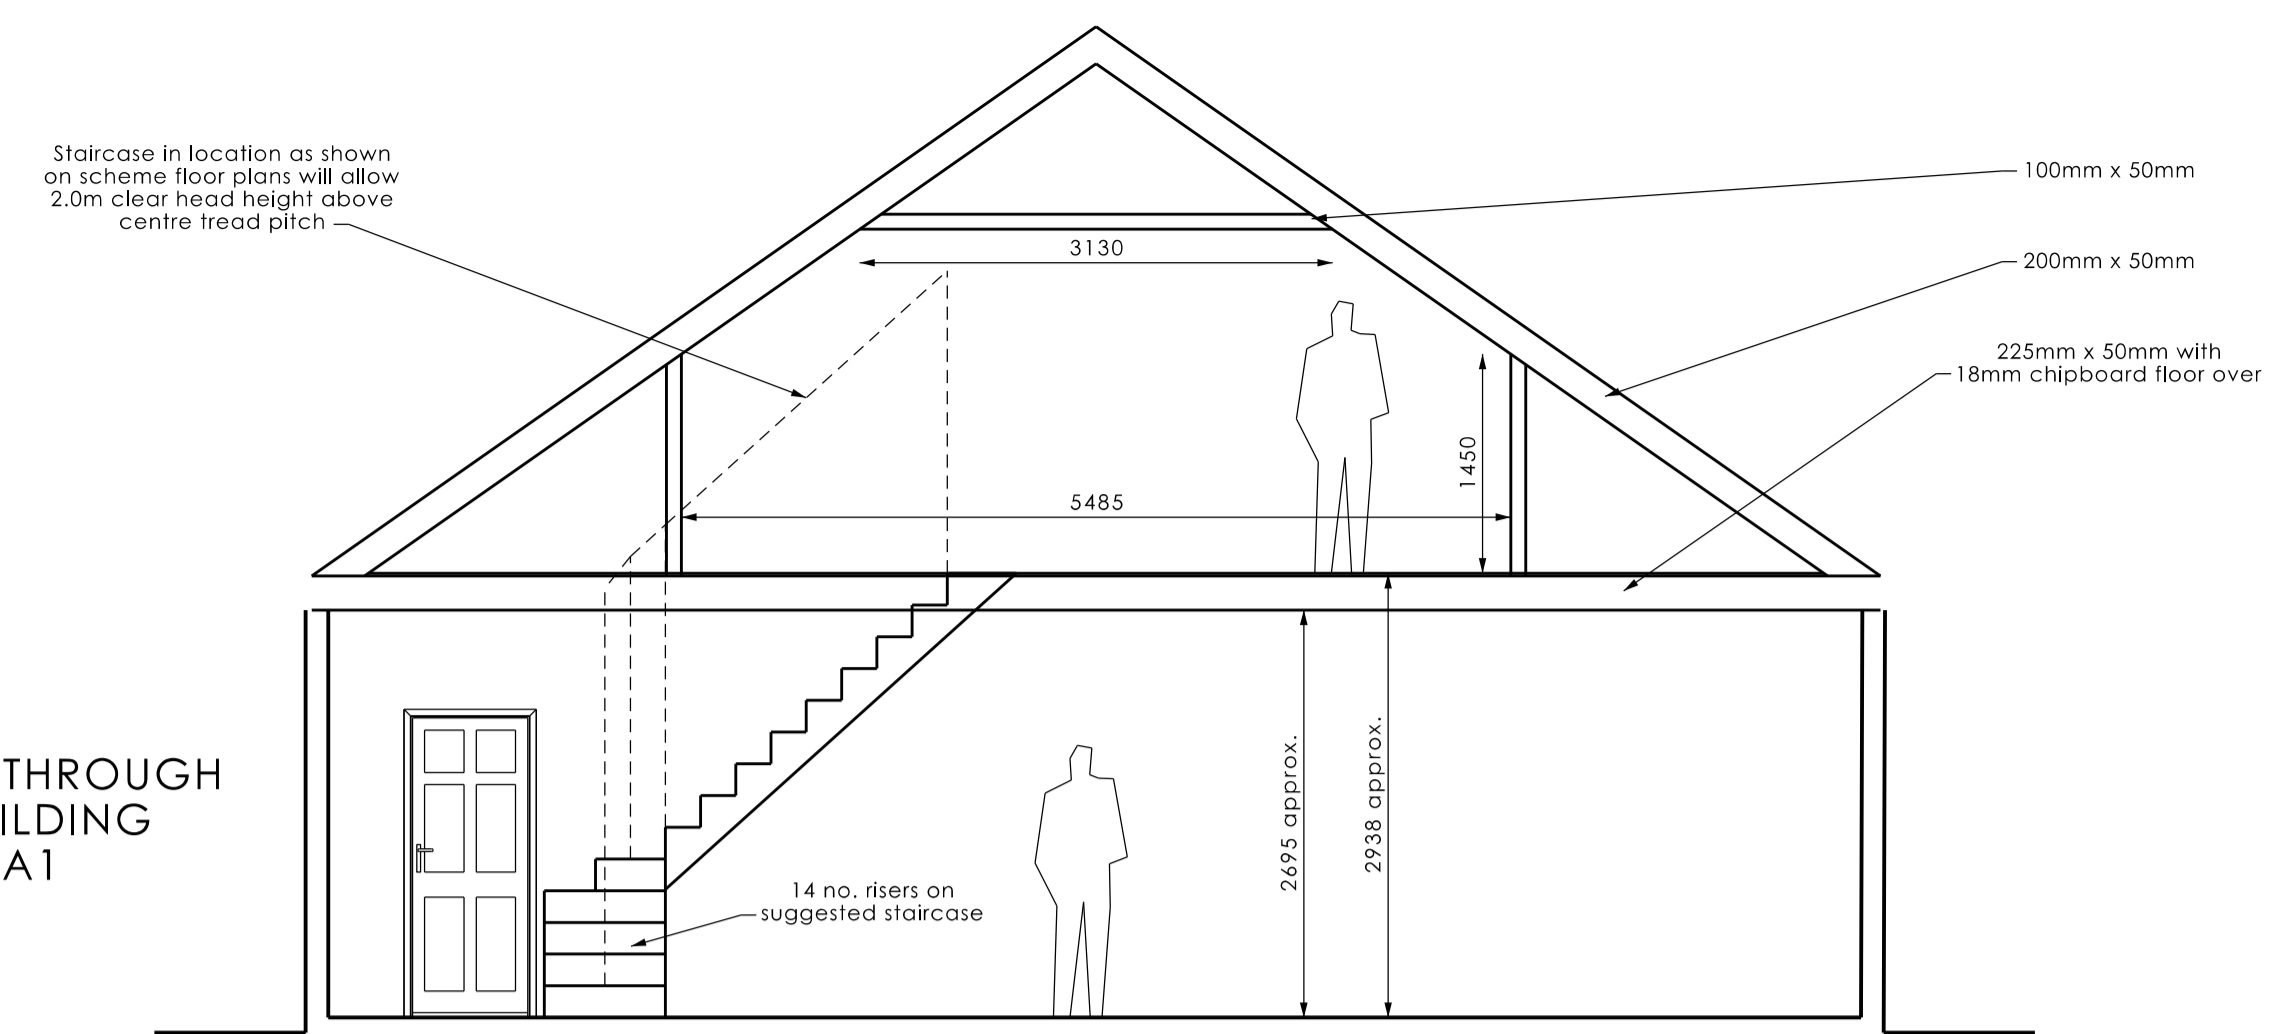 Staircase in location as shown
on scheme floor plans will allow
2.0m clear head height above
centre tread pitch
100mm x 50mm
200mm x 50mm
225mm x 50mm with
18mm chipboard floor over
3130
5485
1450
2695 approx.
2938 approx.
14 no. risers on
suggested staircase
THROUGH
ILDING
A1